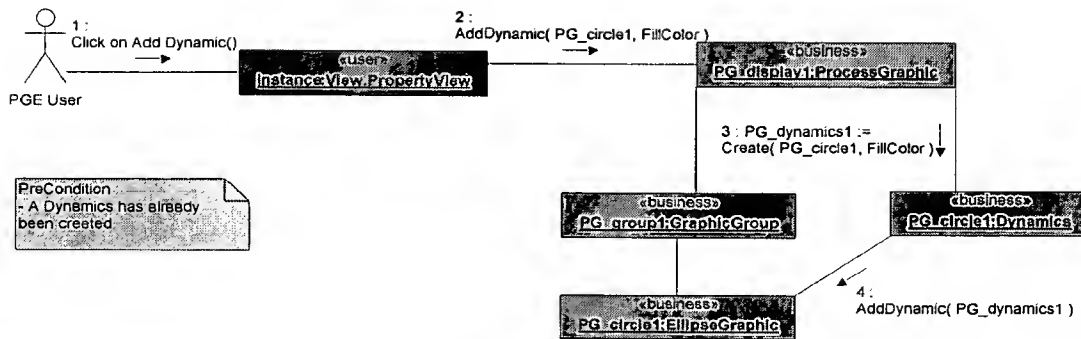 1 :
Click on Add Dynamic()
2 :
AddDynamic( PG_circle1, FillColor )
PGE User
«user»
Instance:View.PropertyView
«business»
PG_display1:ProcessGraphic
3 : PG_dynamics1 :=
Create( PG_circle1, FillColor )
PreCondition
- A Dynamics has already
been created
«business»
PG_group1:GraphicGroup
«business»
PG_circle1:Dynamics
«business»
PG_circle1:EllipseGraphic
4 :
AddDynamic( PG_dynamics1 )